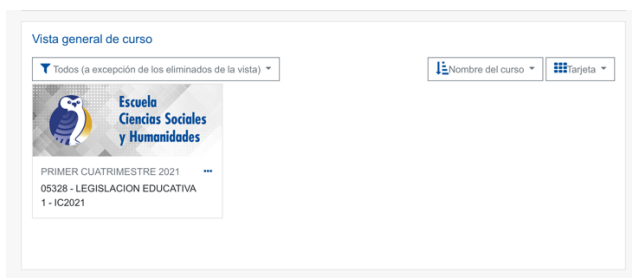 Vista general de curso
Todos (a excepción de los eliminados de la vista)
Nombre del curso
Tarjeta
Escuela
Ciencias Sociales
y Humanidades
PRIMER CUATRIMESTRE 2021
05328 - LEGISLACION EDUCATIVA
1 - IC2021